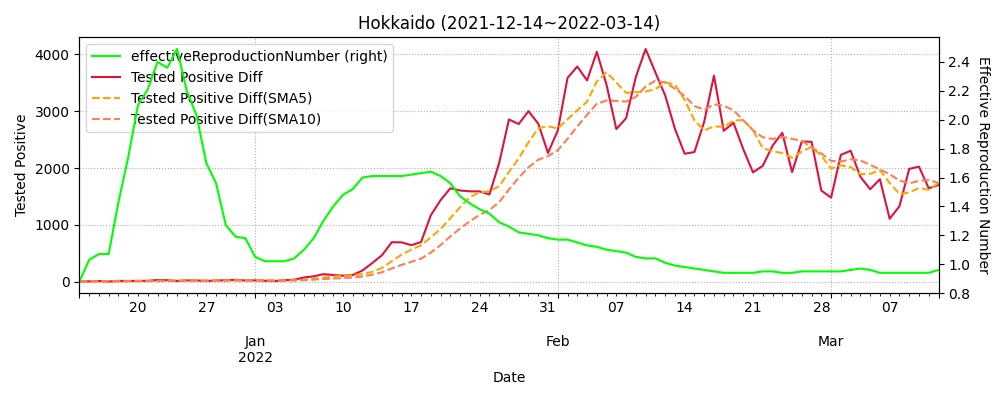 Hokkaido (2021-12-14~2022-03-14)
effectiveReproductionNumber (right)
Tested Positive Diff
Tested Positive Diff(SMA5)
Tested Positive Diff(SMA10)
Tested Positive
4000
3000
2000
1000
0
2.4
2.2
2.0
1.8
1.6
1.4
1.2
1.0
0.8
Effective Reproduction Number
20 27 03 10 17 24 31 07 14 21 28 07
Jan Feb Mar
2022
Date